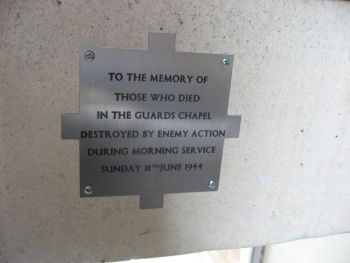 TO THE MEMORY OF
THOSE WHO DIED
IN THE GUARDS CHAPEL
DESTROYED BY ENEMY ACTION
DURING MORNING SERVICE
SUNDAY 18TH JUNE 1944